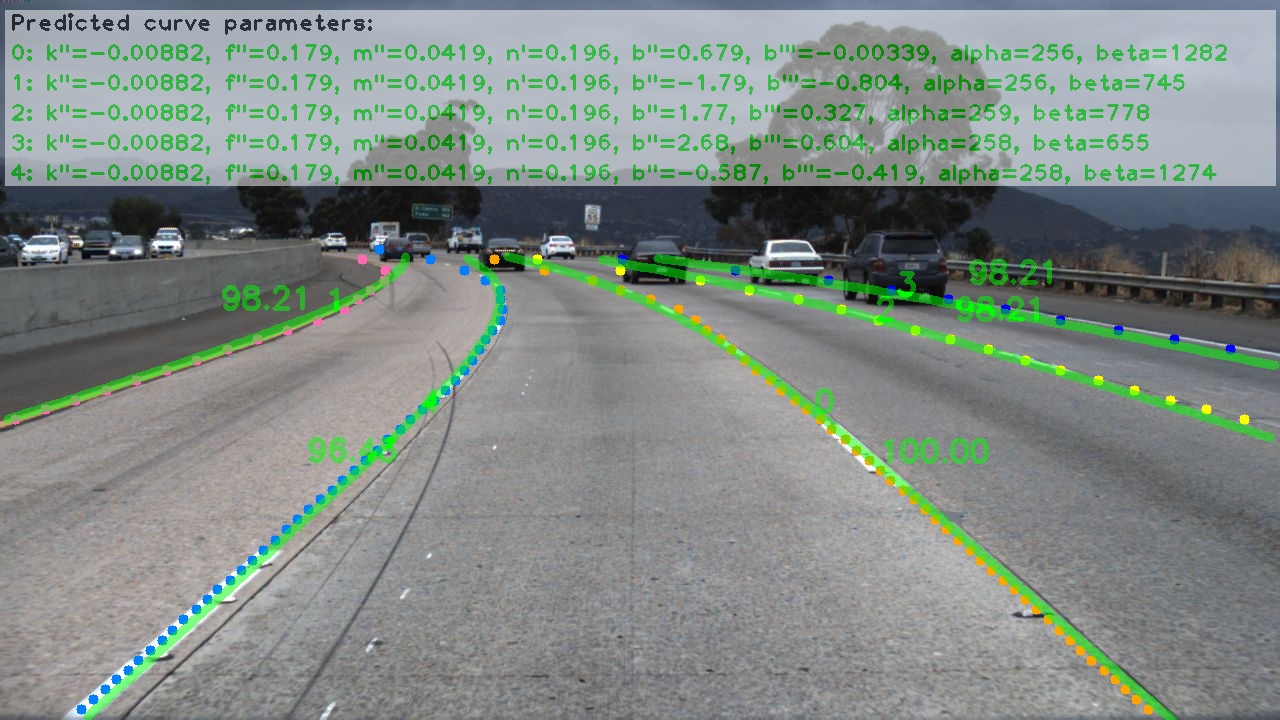 Predicted curve parameters:
0: k''=-0.00882, f''=0.179, m''=0.0419, n'=0.196, b''=0.679, b'''=-0.00339, alpha=256, beta=1282
1: k''=-0.00882, f''=0.179, m''=0.0419, n'=0.196, b''=-1.79, b'''=-0.804, alpha=256, beta=745
2: k''=-0.00882, f''=0.179, m''=0.0419, n'=0.196, b''=1.77, b'''=0.327, alpha=259, beta=778
3: k''=-0.00882, f''=0.179, m''=0.0419, n'=0.196, b''=2.68, b'''=0.604, alpha=258, beta=655
4: k''=-0.00882, f''=0.179, m''=0.0419, n'=0.196, b''=-0.587, b'''=-0.419, alpha=258, beta=1274
55
98.21
3
98.21 1
2
98.21
0
100.00